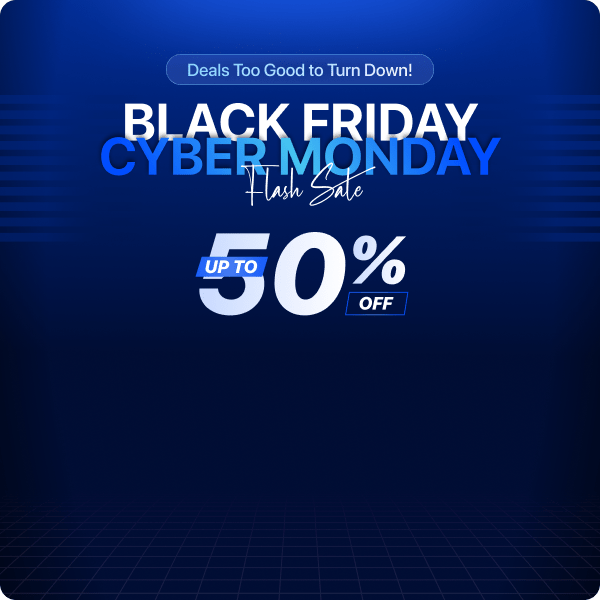 Deals Too Good to Turn Down!
BLACK FRIDAY
CYBER MONDAY
Flash Sale
UP TO
50%
OFF